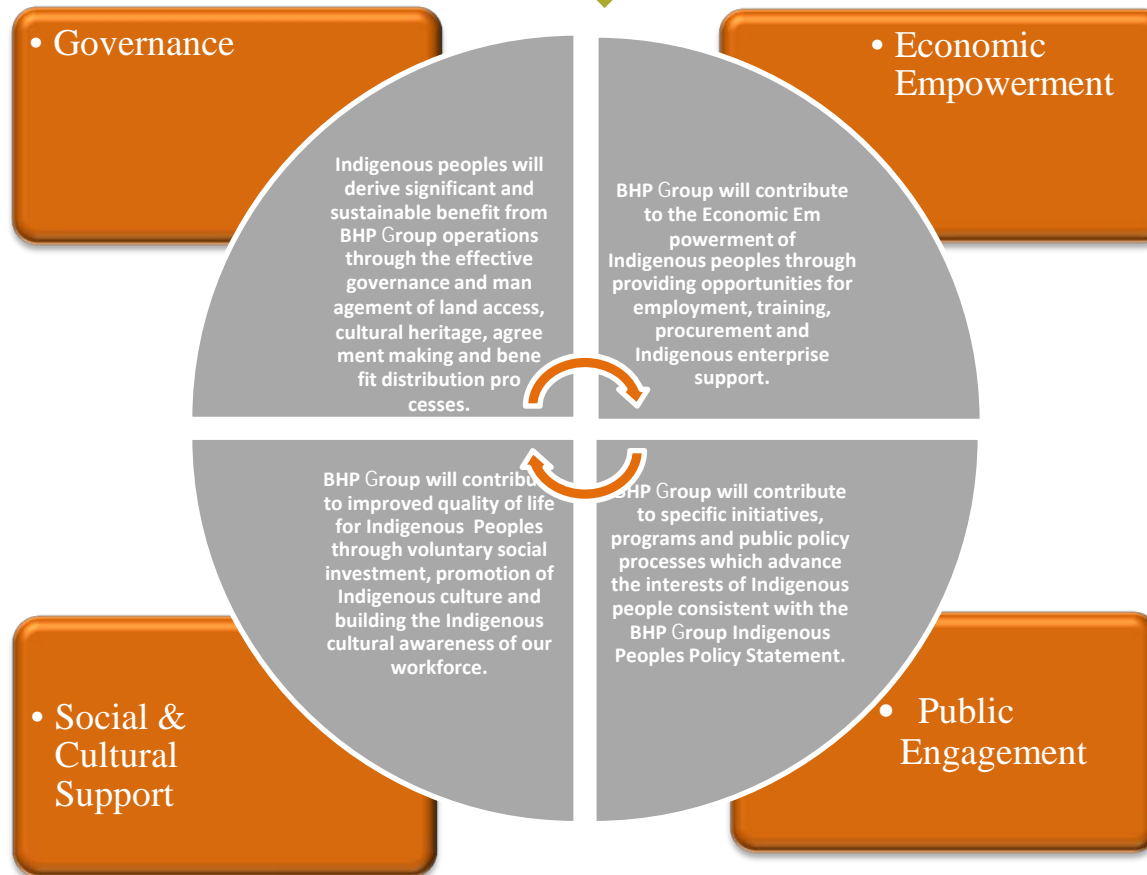 • Governance
Indigenous peoples will
derive significant and
sustainable benefit from
BHP Group operations
through the effective
governance and man
agement of land access,
cultural heritage, agree
ment making and bene
fit distribution pro
cesses.
• Economic
Empowerment
BHP Group will contribute
to the Economic Em
powerment of
Indigenous peoples through
providing opportunities for
employment, training,
procurement and
Indigenous enterprise
support.
BHP Group will contribute
to improved quality of life
for Indigenous Peoples
through voluntary social
investment, promotion of
Indigenous culture and
building the Indigenous
cultural awareness of our
workforce.
• Social &
Cultural
Support
BHP Group will contribute
to specific initiatives,
programs and public policy
processes which advance
the interests of Indigenous
people consistent with the
BHP Group Indigenous
Peoples Policy Statement.
• Public
Engagement